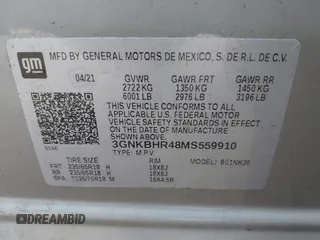 gm
MFD BY GENERAL MOTORS DE MEXICO, S. DE R.L. DE C.V.
04/21 GVWR GAWR FRT GAWR RR
2722 KG 1350 KG 1450 KG
6001 LB 2976 LB 3196 LB
THIS VEHICLE CONFORMS TO ALL APPLICABLE U.S. FEDERAL MOTOR VEHICLE SAFETY STANDARDS IN EFFECT ON THE DATE OF MANUFACTURE SHOWN ABOVE.
3GNKBHR48MS559910
TYPE: M.P.V MODEL: 
TIRE SIZE RIM
FRT 235/65R18 H 18X8J
RR 235/65R18 H 18X8J
SPA T135/70R18 M 18X4.5B
DRAWBIDDAMAGED